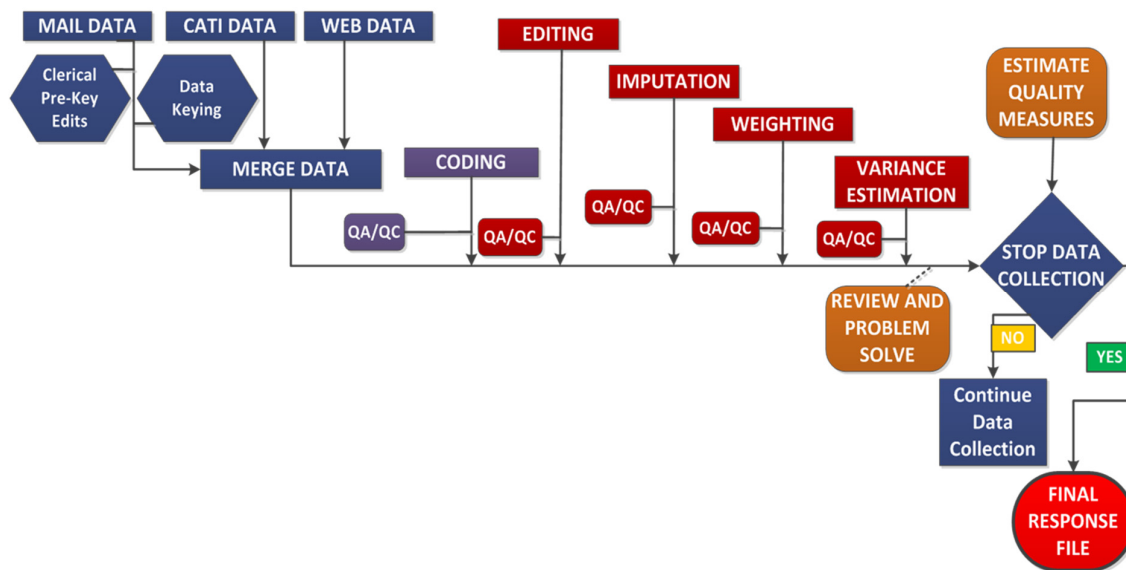 MAIL DATA
CATI DATA
WEB DATA
EDITING
Clerical
Pre-Key
Edits
Data
Keying
IMPUTATION
ESTIMATE
QUALITY
MEASURES
MERGE DATA
CODING
WEIGHTING
VARIANCE
ESTIMATION
QA/QC
QA/QC
QA/QC
QA/QC
QA/QC
STOP DATA
COLLECTION
REVIEW AND
PROBLEM
SOLVE
NO
YES
Continue
Data
Collection
FINAL
RESPONSE
FILE